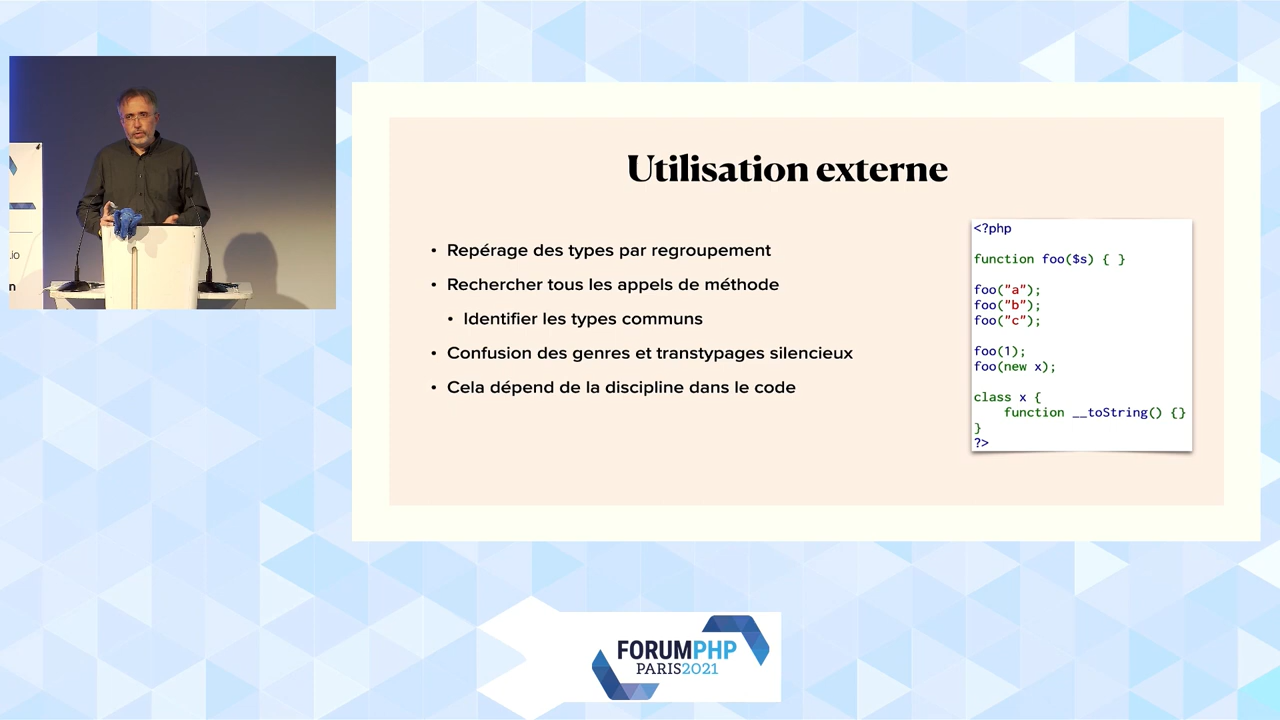 Utilisation externe
• Repérage des types par regroupement
• Rechercher tous les appels de méthode
• Identifier les types communs
• Confusion des genres et transtypages silencieux
• Cela dépend de la discipline dans le code
<?php
function foo($s) { }
foo("a");
foo("b");
foo("c");
foo(1);
foo(new x);
class x {
    function __toString() {}
}
?>
FORUMPHP
PARIS2021